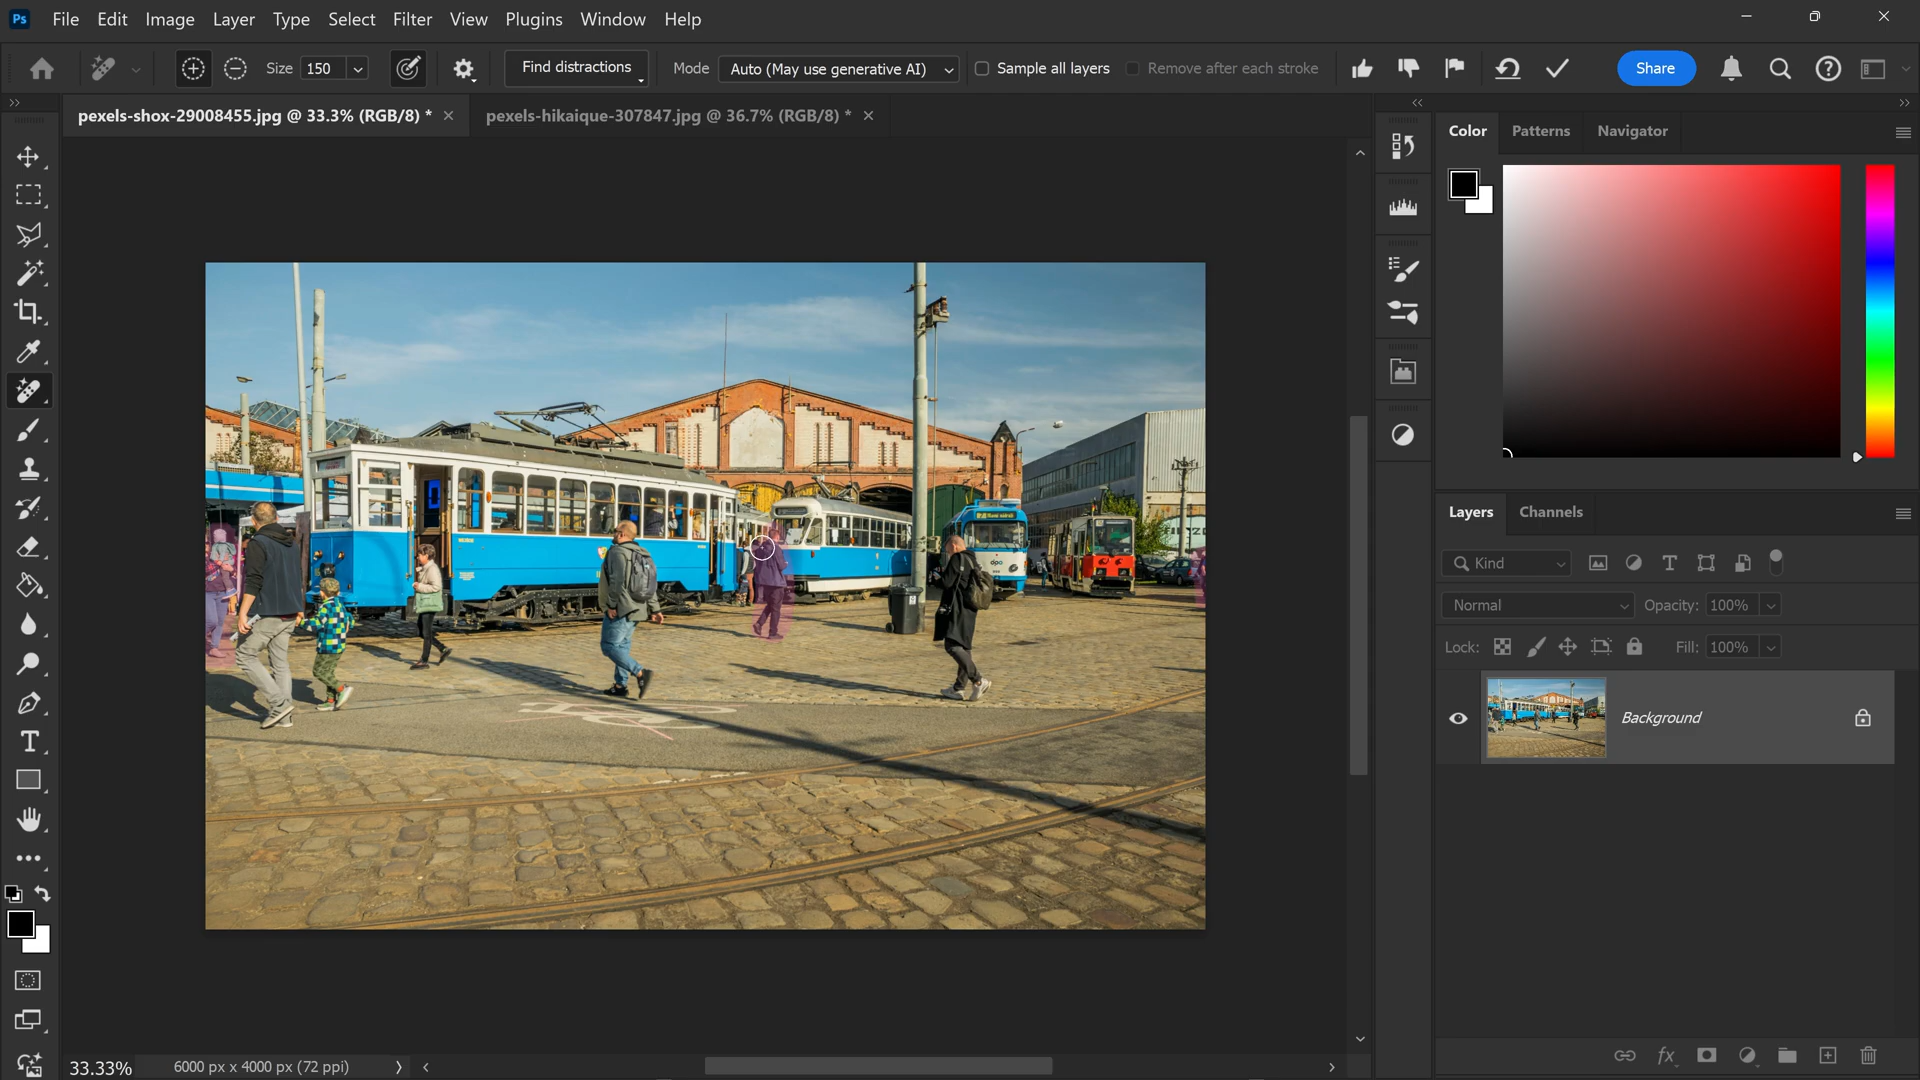 Ps File Edit Image Layer Type Select Filter View Plugins Window Help
Size 150 Find distractions Mode Auto (May use generative AI) Sample all layers Remove after each stroke Share
pexels-shox-29008455.jpg @ 33.3% (RGB/8) * pexels-hikaique-307847.jpg @ 36.7% (RGB/8) *
Color Patterns Navigator
Layers Channels
Kind
Normal Opacity: 100%
Lock: Fill: 100%
Background
fx
33.33% 6000 px x 4000 px (72 ppi)